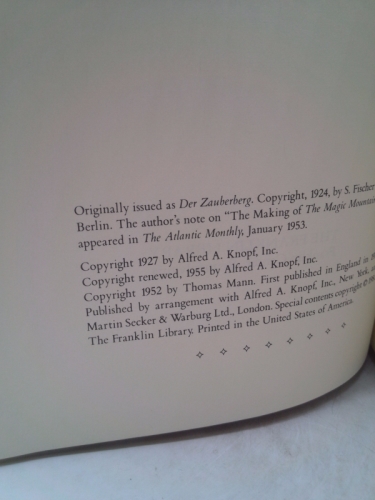 Originally issued as Der Zauberberg. Copyright, 1924, by S. Fischer
Berlin. The author's note on "The Making of The Magic Mountain
appeared in The Atlantic Monthly, January 1953.
Copyright 1927 by Alfred A. Knopf, Inc.
Copyright renewed, 1955 by Alfred A. Knopf, Inc.
Copyright 1952 by Thomas Mann. First published in England in
Published by arrangement with Alfred A. Knopf, Inc., New York,
Martin Secker & Warburg Ltd., London. Special contents copyright ©
The Franklin Library. Printed in the United States of America.